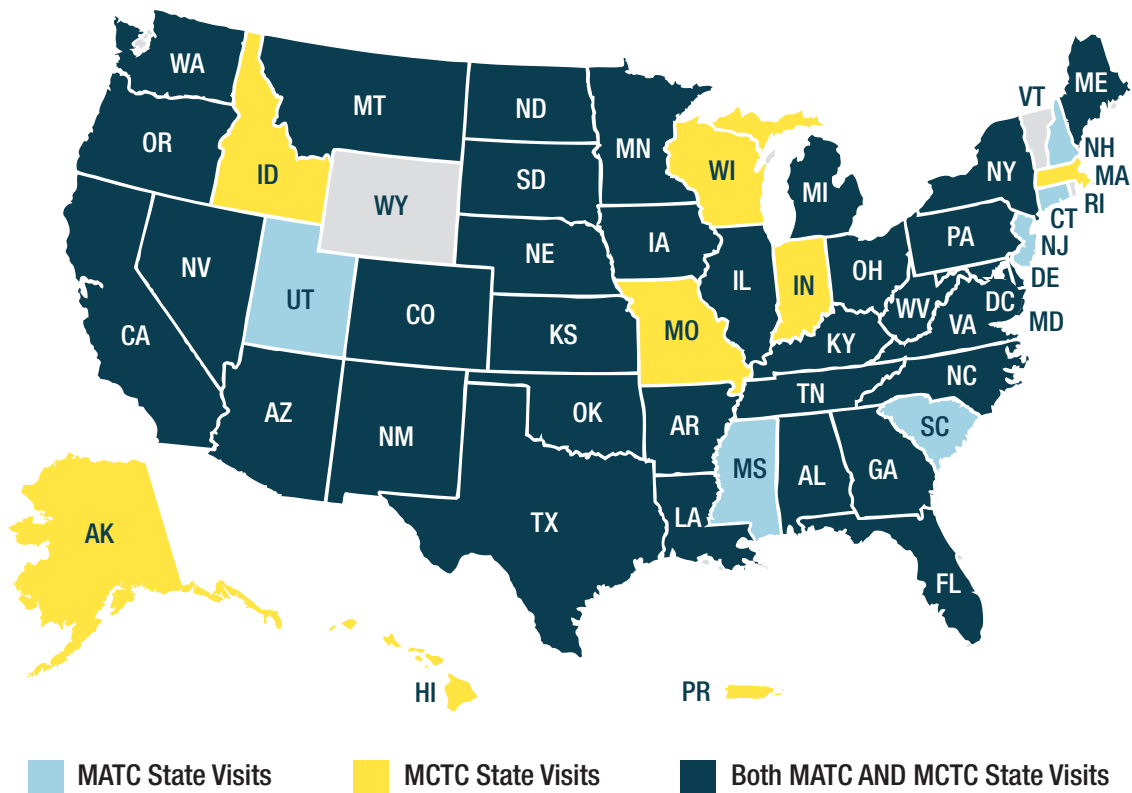 WA
MT
ND
MN
ME
VT
OR
ID
SD
WI
MI
NY
NH
MA
WY
RI
CT
NJ
IA
PA
NE
NV
UT
CO
IL
IN
OH
DE
WV
DC
MD
VA
CA
KS
MO
KY
NC
TN
AZ
NM
OK
AR
SC
MS
AL
GA
TX
LA
AK
FL
HI
PR
MATC State Visits
MCTC State Visits
Both MATC AND MCTC State Visits